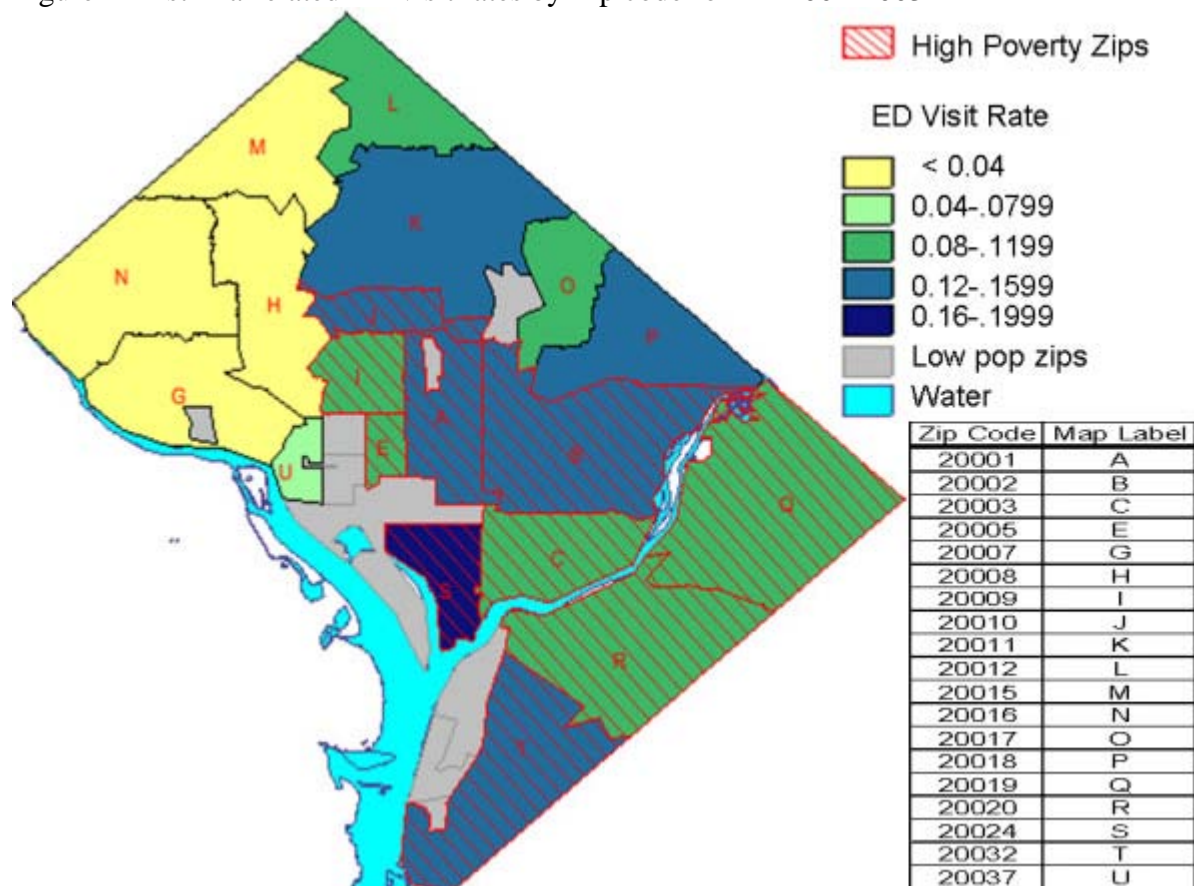 High Poverty Zips
ED Visit Rate
< 0.04
0.04-.0799
0.08-.1199
0.12-.1599
0.16-.1999
Low pop zips
Water
Zip Code Map Label
20001 A
20002 B
20003 C
20005 E
20007 G
20008 H
20009 I
20010 J
20011 K
20012 L
20015 M
20016 N
20017 O
20018 P
20019 Q
20020 R
20024 S
20032 T
20037 U
L
M
K
N
H
O
J
P
G
I
A
E
B
U
Q
C
S
R
T